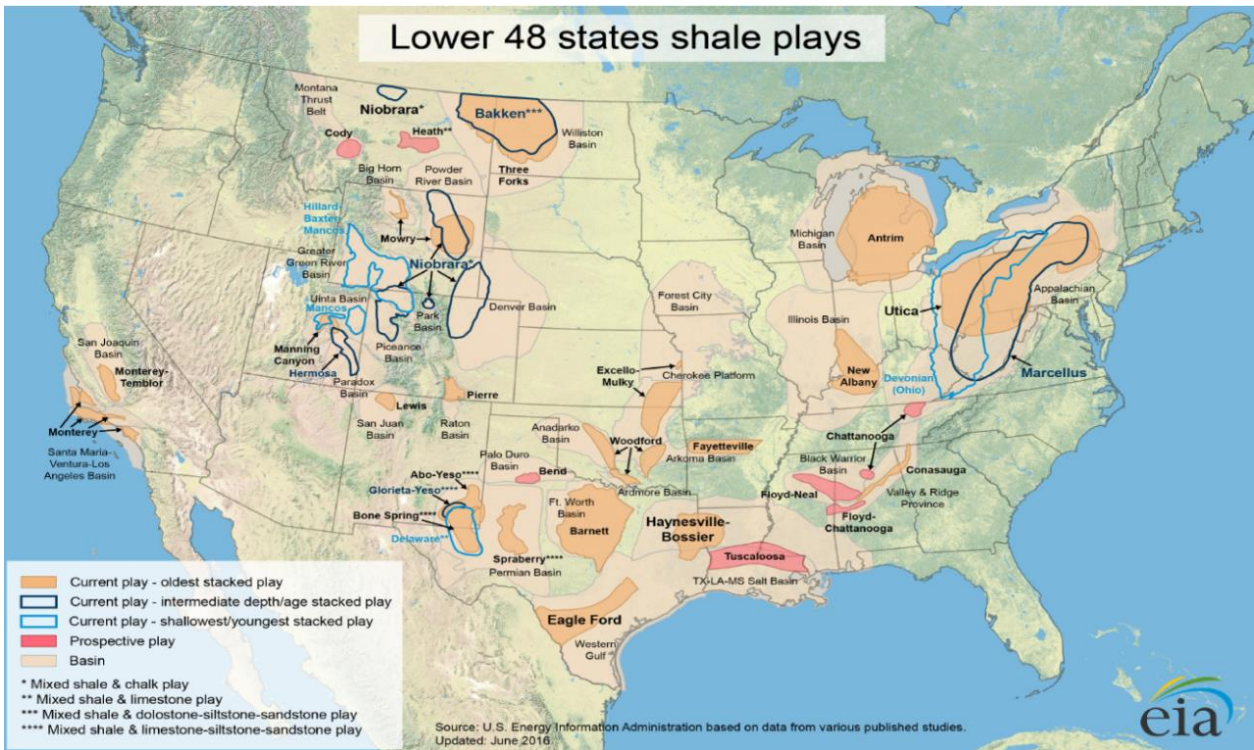 Lower 48 states shale plays
Montana
Thrust
Belt
Niobrara*
Bakken***
Williston
Basin
Cody
Heath**
Big Horn
Basin
Powder
River Basin
Three
Forks
Hillard-
Baxter-
Mancos
Mowry
Greater
Green River
Basin
Niobrara*
Uinta Basin
Mancos
Park
Basin
Denver Basin
Manning
Canyon
Piceance
Basin
Hermosa
Paradox
Basin
San Joaquin
Basin
Monterey-
Temblor
Monterey
Santa Maria-
Ventura-Los
Angeles Basin
Lewis
San Juan
Basin
Pierre
Raton
Basin
Michigan
Basin
Antrim
Forest City
Basin
Illinois Basin
Excello-
Mulky
Cherokee Platform
New
Albany
Utica
Appalachian
Basin
Devonian
(Ohio)
Marcellus
Anadarko
Basin
Woodford
Fayetteville
Arkoma Basin
Chattanooga
Palo Duro
Basin
Bend
Ardmore Basin
Black Warrior
Basin
Conasauga
Abo-Yeso****
Glorieta-Yeso****
Bone Spring****
Delaware**
Ft. Worth
Basin
Barnett
Haynesville-
Bossier
Floyd-Neal
Valley & Ridge
Province
Floyd-
Chattanooga
Spraberry****
Permian Basin
Tuscaloosa
TX-LA-MS Salt Basin
Eagle Ford
Western
Gulf
Current play - oldest stacked play
Current play - intermediate depth/age stacked play
Current play - shallowest/youngest stacked play
Prospective play
Basin
* Mixed shale & chalk play
** Mixed shale & limestone play
*** Mixed shale & dolostone-siltstone-sandstone play
**** Mixed shale & limestone-siltstone-sandstone play
Source: U.S. Energy Information Administration based on data from various published studies.
Updated: June 2016
eia